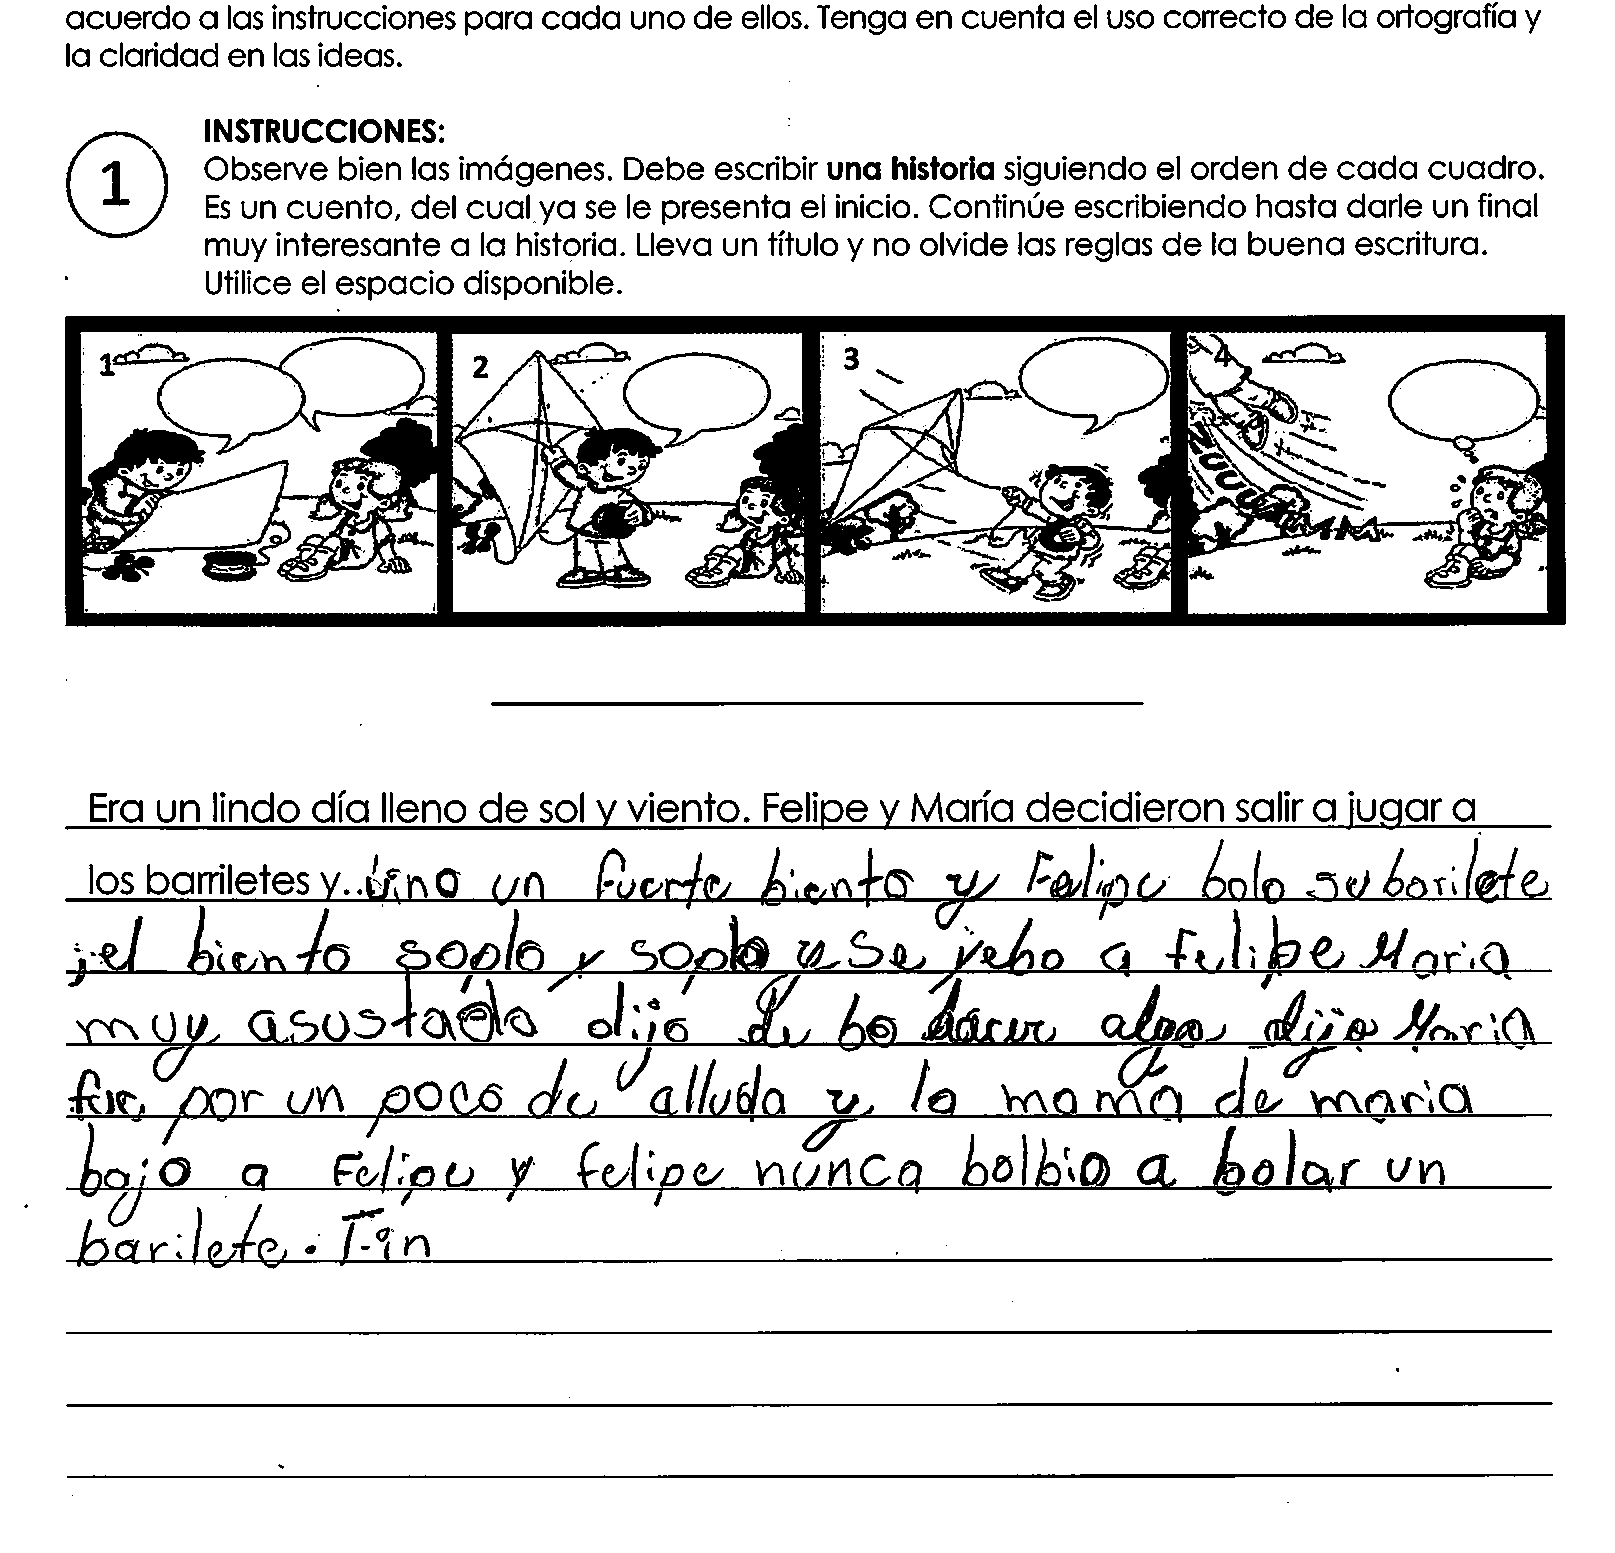 acuerdo a las instrucciones para cada uno de ellos. Tenga en cuenta el uso correcto de la ortografía y
la claridad en las ideas.
1
INSTRUCCIONES:
Observe bien las imágenes. Debe escribir una historia siguiendo el orden de cada cuadro.
Es un cuento, del cual ya se le presenta el inicio. Continúe escribiendo hasta darle un final
muy interesante a la historia. Lleva un título y no olvide las reglas de la buena escritura.
Utilice el espacio disponible.
1 2 3 4
ZUUUUMMM
Era un lindo día lleno de sol y viento. Felipe y María decidieron salir a jugar a
los barriletes y... vino un fuerte biento y Felipe bolo su barilete
;el biento soplo y soplo y se yebo a Felipe Maria
muy asustada dijo de bo hacer algo dijo Maria
fue por un poco de alluda y la mama de maria
bajo a Felipe y felipe nunca bolbio a bolar un
barilete. Fin